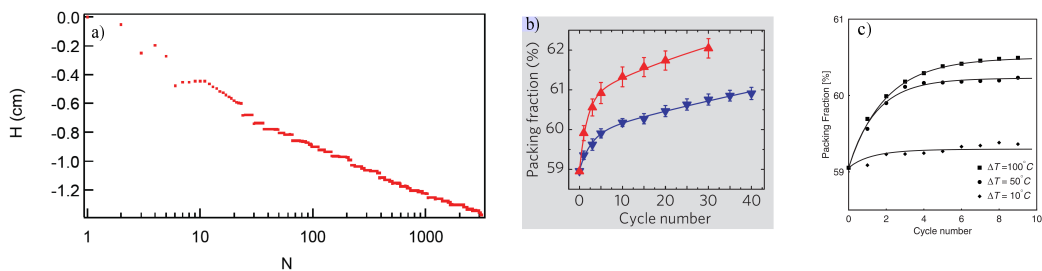 a)
H (cm)
0.0
-0.2
-0.4
-0.6
-0.8
-1.0
-1.2
1
10
100
1000
N
b)
Packing fraction (%)
62
61
60
59
0
10
20
30
40
Cycle number
c)
Packing Fraction [%]
61
60
59
0
2
4
6
8
10
Cycle number
ΔT=100°C
ΔT=50°C
ΔT=10°C